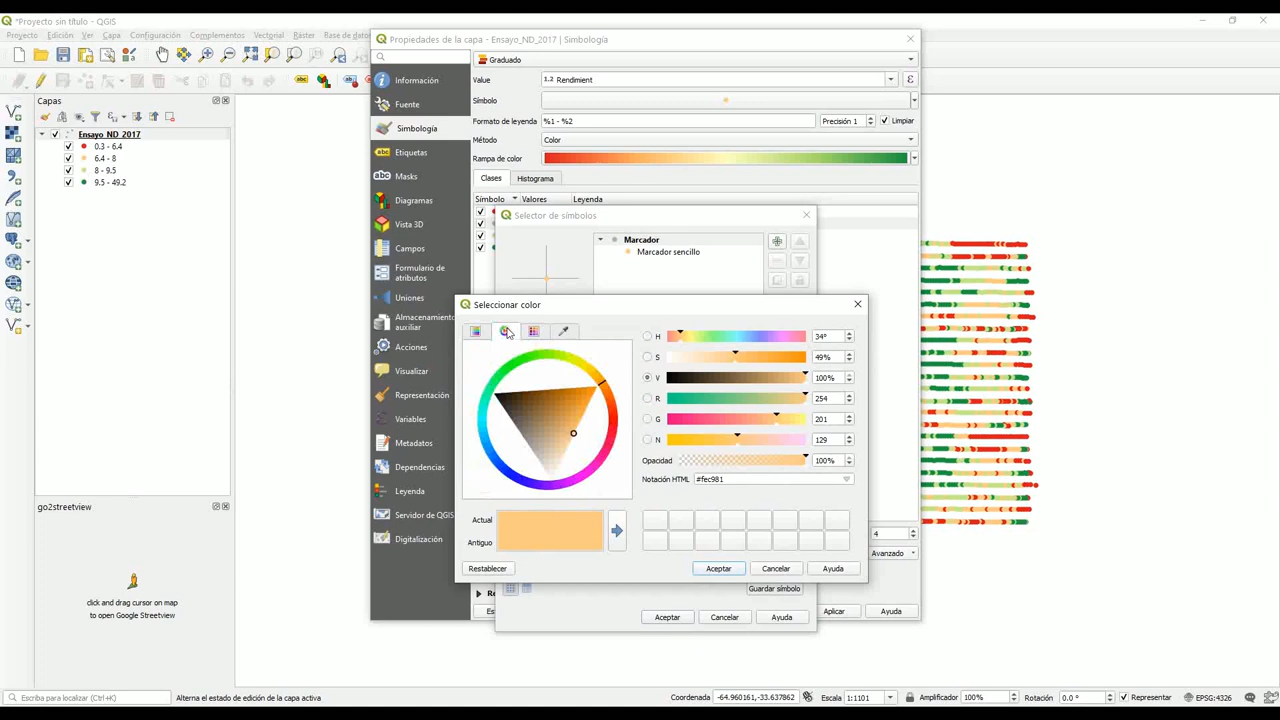 *Proyecto sin título - QGIS
Proyecto Edición Ver Capa Configuración Complementos Vectorial Ráster Base de datos
Capas
Ensayo_ND_2017
0.3 - 6.4
6.4 - 8
8 - 9.5
9.5 - 49.2
go2streetview
click and drag cursor on map
to open Google Streetview
Propiedades de la capa - Ensayo_ND_2017 | Simbología
Información
Fuente
Simbología
Etiquetas
Masks
Diagramas
Vista 3D
Campos
Formulario de
atributos
Uniones
Almacenamiento
auxiliar
Acciones
Visualizar
Representación
Variables
Metadatos
Dependencias
Leyenda
Servidor de QGIS
Digitalización
Graduado
Value 1.2 Rendiment
Símbolo
Formato de leyenda %1 - %2 Precisión 1 Limpiar
Método Color
Rampa de color
Clases Histograma
Símbolo Valores Leyenda
Selector de símbolos
Marcador
Marcador sencillo
Seleccionar color
H 34°
S 49%
V 100%
R 254
G 201
N 129
Opacidad 100%
Notación HTML #fec981
Actual
Antiguo
Restablecer Aceptar Cancelar Ayuda
4
Avanzado
Guardar símbolo
Aplicar Ayuda
Aceptar Cancelar Ayuda
Escriba para localizar (Ctrl+K) Alterna el estado de edición de la capa activa Coordenada -64.960161,-33.637862 Escala 1:1101 Amplificador 100% Rotación 0.0 ° Representar EPSG:4326